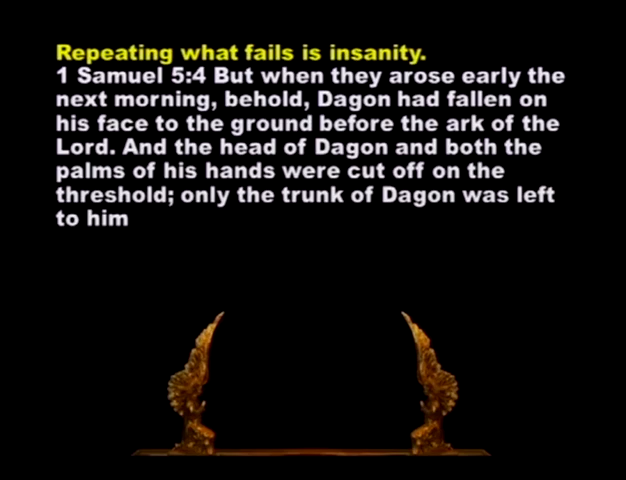 Repeating what fails is insanity.
1 Samuel 5:4 But when they arose early the
next morning, behold, Dagon had fallen on
his face to the ground before the ark of the
Lord. And the head of Dagon and both the
palms of his hands were cut off on the
threshold; only the trunk of Dagon was left
to him